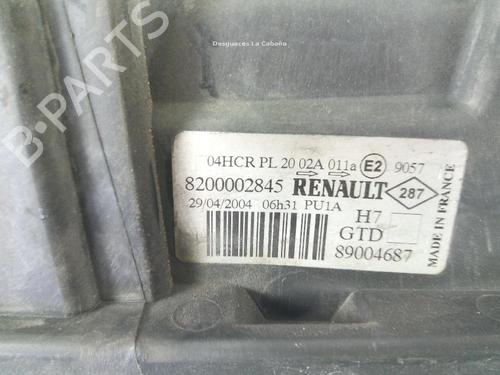 Desguaces La Cabaña
B-PARTS
04HCR PL 20 02A 011a E2 9057
8200002845 RENAULT 287
29/04/2004 06h31 PU1A
H7
GTD
89004687
MADE IN FRANCE